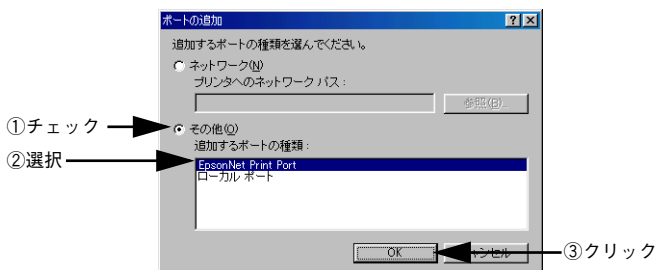 ポートの追加
追加するポートの種類を選んでください。
ネットワーク(N)
プリンタへのネットワーク パス:
参照(B)...
①チェック
その他(O)
追加するポートの種類:
②選択
EpsonNet Print Port
ローカル ポート
OK
キャンセル
③クリック